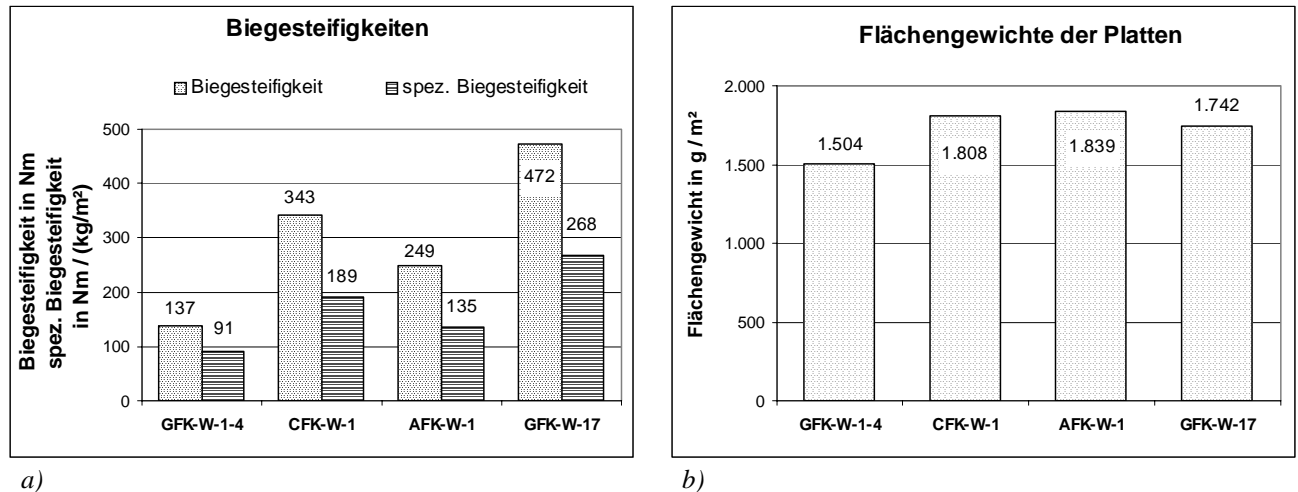 Biegesteifigkeiten
Biegesteifigkeit
spez. Biegesteifigkeit
Biegesteifigkeit in Nm
spez. Biegesteifigkeit
in Nm / (kg/m²)
500
400
300
200
100
0
137
91
343
189
249
135
472
268
GFK-W-1-4
CFK-W-1
AFK-W-1
GFK-W-17
a)
Flächengewichte der Platten
Flächengewicht in g / m²
2.000
1.500
1.000
500
0
1.504
1.808
1.839
1.742
GFK-W-1-4
CFK-W-1
AFK-W-1
GFK-W-17
b)